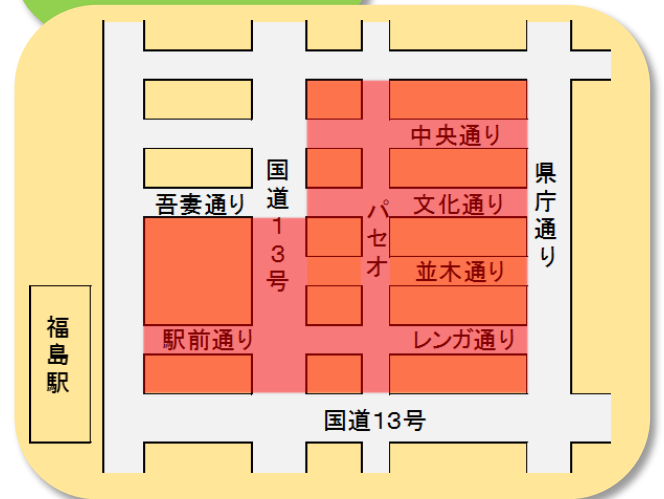 中央通り
国道13号
県庁通り
吾妻通り
パセオ
文化通り
並木通り
福島駅
駅前通り
レンガ通り
国道13号